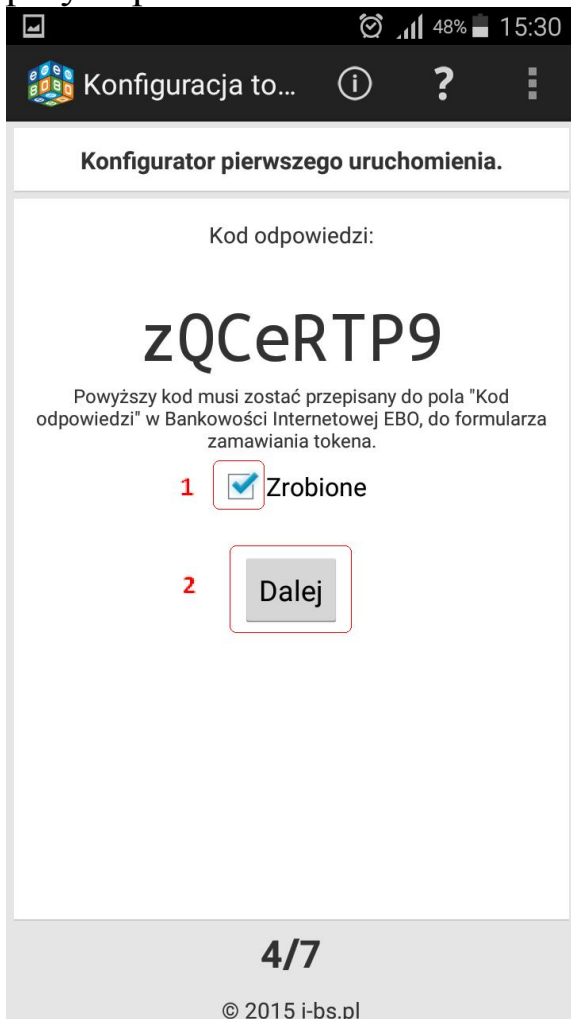 48% 15:30
Konfiguracja to... ?
Konfigurator pierwszego uruchomienia.
Kod odpowiedzi:
zQCeRTP9
Powyższy kod musi zostać przepisany do pola "Kod
odpowiedzi" w Bankowości Internetowej EBO, do formularza
zamawiania tokena.
1 Zrobione
2 Dalej
4/7
© 2015 i-bs.pl